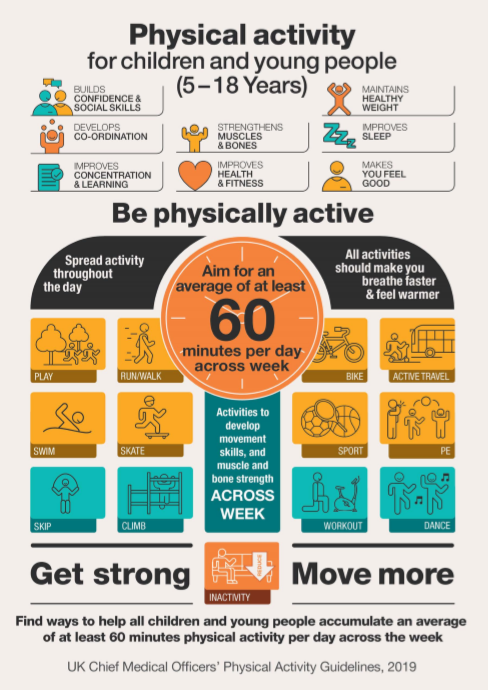 Physical activity
for children and young people
(5–18 Years)
BUILDS
CONFIDENCE &
SOCIAL SKILLS
MAINTAINS
HEALTHY
WEIGHT
DEVELOPS
CO-ORDINATION
STRENGTHENS
MUSCLES
& BONES
IMPROVES
SLEEP
IMPROVES
CONCENTRATION
& LEARNING
IMPROVES
HEALTH
& FITNESS
MAKES
YOU FEEL
GOOD
Be physically active
Spread activity
throughout
the day
Aim for an
average of at least
60
minutes per day
across week
All activities
should make you
breathe faster
& feel warmer
PLAY
RUN/WALK
BIKE
ACTIVE TRAVEL
SWIM
SKATE
SPORT
PE
SKIP
CLIMB
WORKOUT
DANCE
Activities to
develop
movement
skills, and
muscle and
bone strength
ACROSS
WEEK
Get strong
INACTIVITY
Move more
Find ways to help all children and young people accumulate an average
of at least 60 minutes physical activity per day across the week
UK Chief Medical Officers' Physical Activity Guidelines, 2019